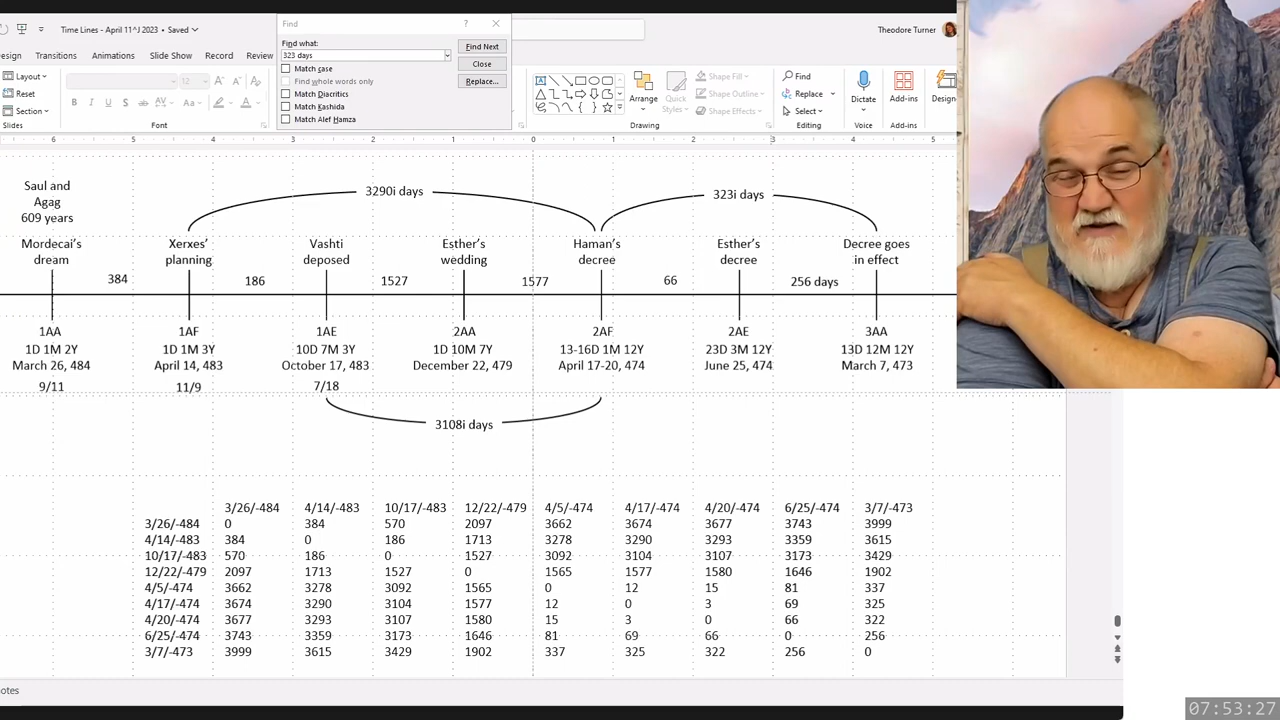 Time Lines - April 11^J 2023 • Saved
Find
?
Theodore Turner
Design
Transitions
Animations
Slide Show
Record
Review
Find what:
323 days
Find Next
Close
Replace...
Match case
Find whole words only
Match Diacritics
Match Kashida
Match Alef Hamza
Layout
Reset
Section
Slides
12
Font
Arrange
Quick
Styles
Shape Fill
Shape Outline
Shape Effects
Drawing
Find
Replace
Select
Editing
Dictate
Voice
Add-ins
Add-ins
3 2 1 0 2 3 4 5
Saul and
Agag
609 years
3290i days
323i days
Mordecai's
dream
Xerxes'
planning
Vashti
deposed
Esther's
wedding
Haman's
decree
Esther's
decree
Decree goes
in effect
384 186 1527 1577 66 256 days
1AA 1AF 1AE 2AA 2AF 2AE 3AA
1D 1M 2Y 1D 1M 3Y 10D 7M 3Y 1D 10M 7Y 13-16D 1M 12Y 23D 3M 12Y 13D 12M 12Y
March 26, 484 April 14, 483 October 17, 483 December 22, 479 April 17-20, 474 June 25, 474 March 7, 473
9/11 11/9 7/18
3108i days
3/26/-484 4/14/-483 10/17/-483 12/22/-479 4/5/-474 4/17/-474 4/20/-474 6/25/-474 3/7/-473
3/26/-484 0 384 570 2097 3662 3674 3677 3743 3999
4/14/-483 384 0 186 1713 3278 3290 3293 3359 3615
10/17/-483 570 186 0 1527 3092 3104 3107 3173 3429
12/22/-479 2097 1713 1527 0 1565 1577 1580 1646 1902
4/5/-474 3662 3278 3092 1565 0 12 15 81 337
4/17/-474 3674 3290 3104 1577 12 0 3 69 325
4/20/-474 3677 3293 3107 1580 15 3 0 66 322
6/25/-474 3743 3359 3173 1646 81 69 66 0 256
3/7/-473 3999 3615 3429 1902 337 325 322 256 0
07:53:27